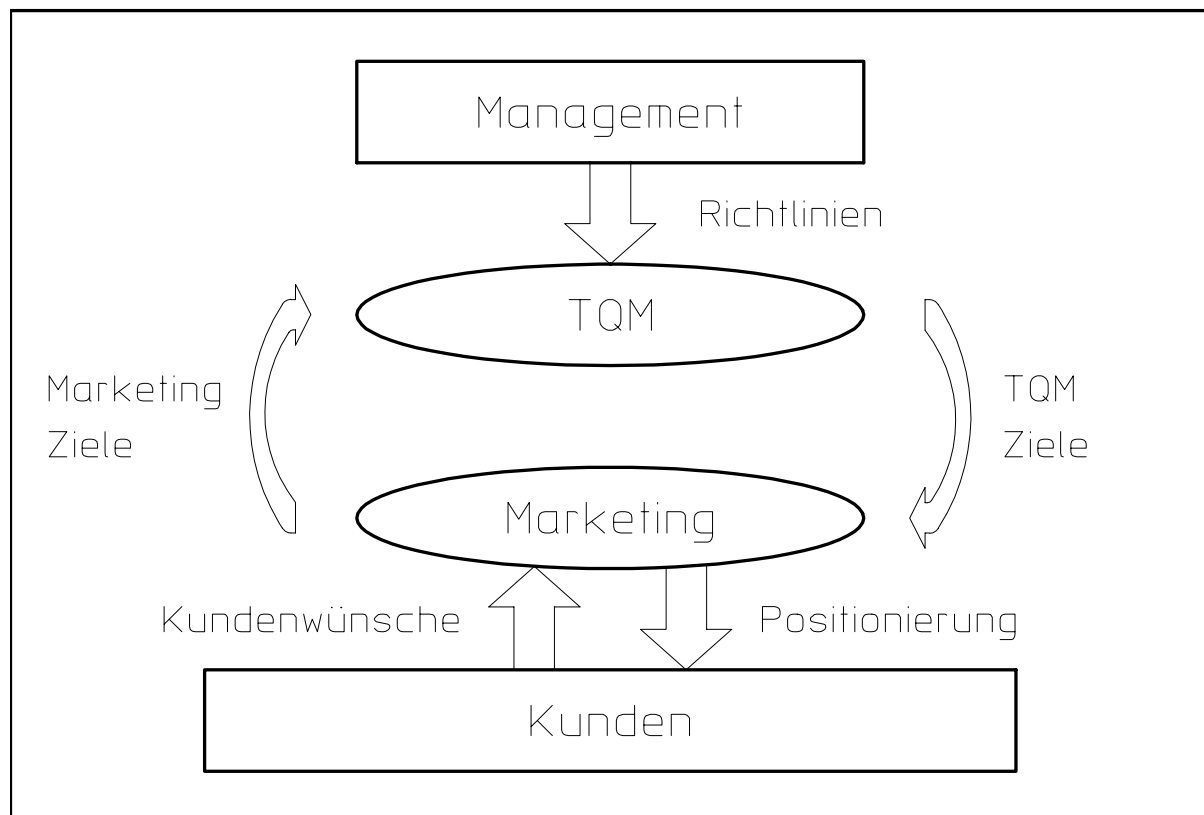 Management
Richtlinien
TQM
Marketing
Ziele
TQM
Ziele
Marketing
Kundenwünsche
Positionierung
Kunden